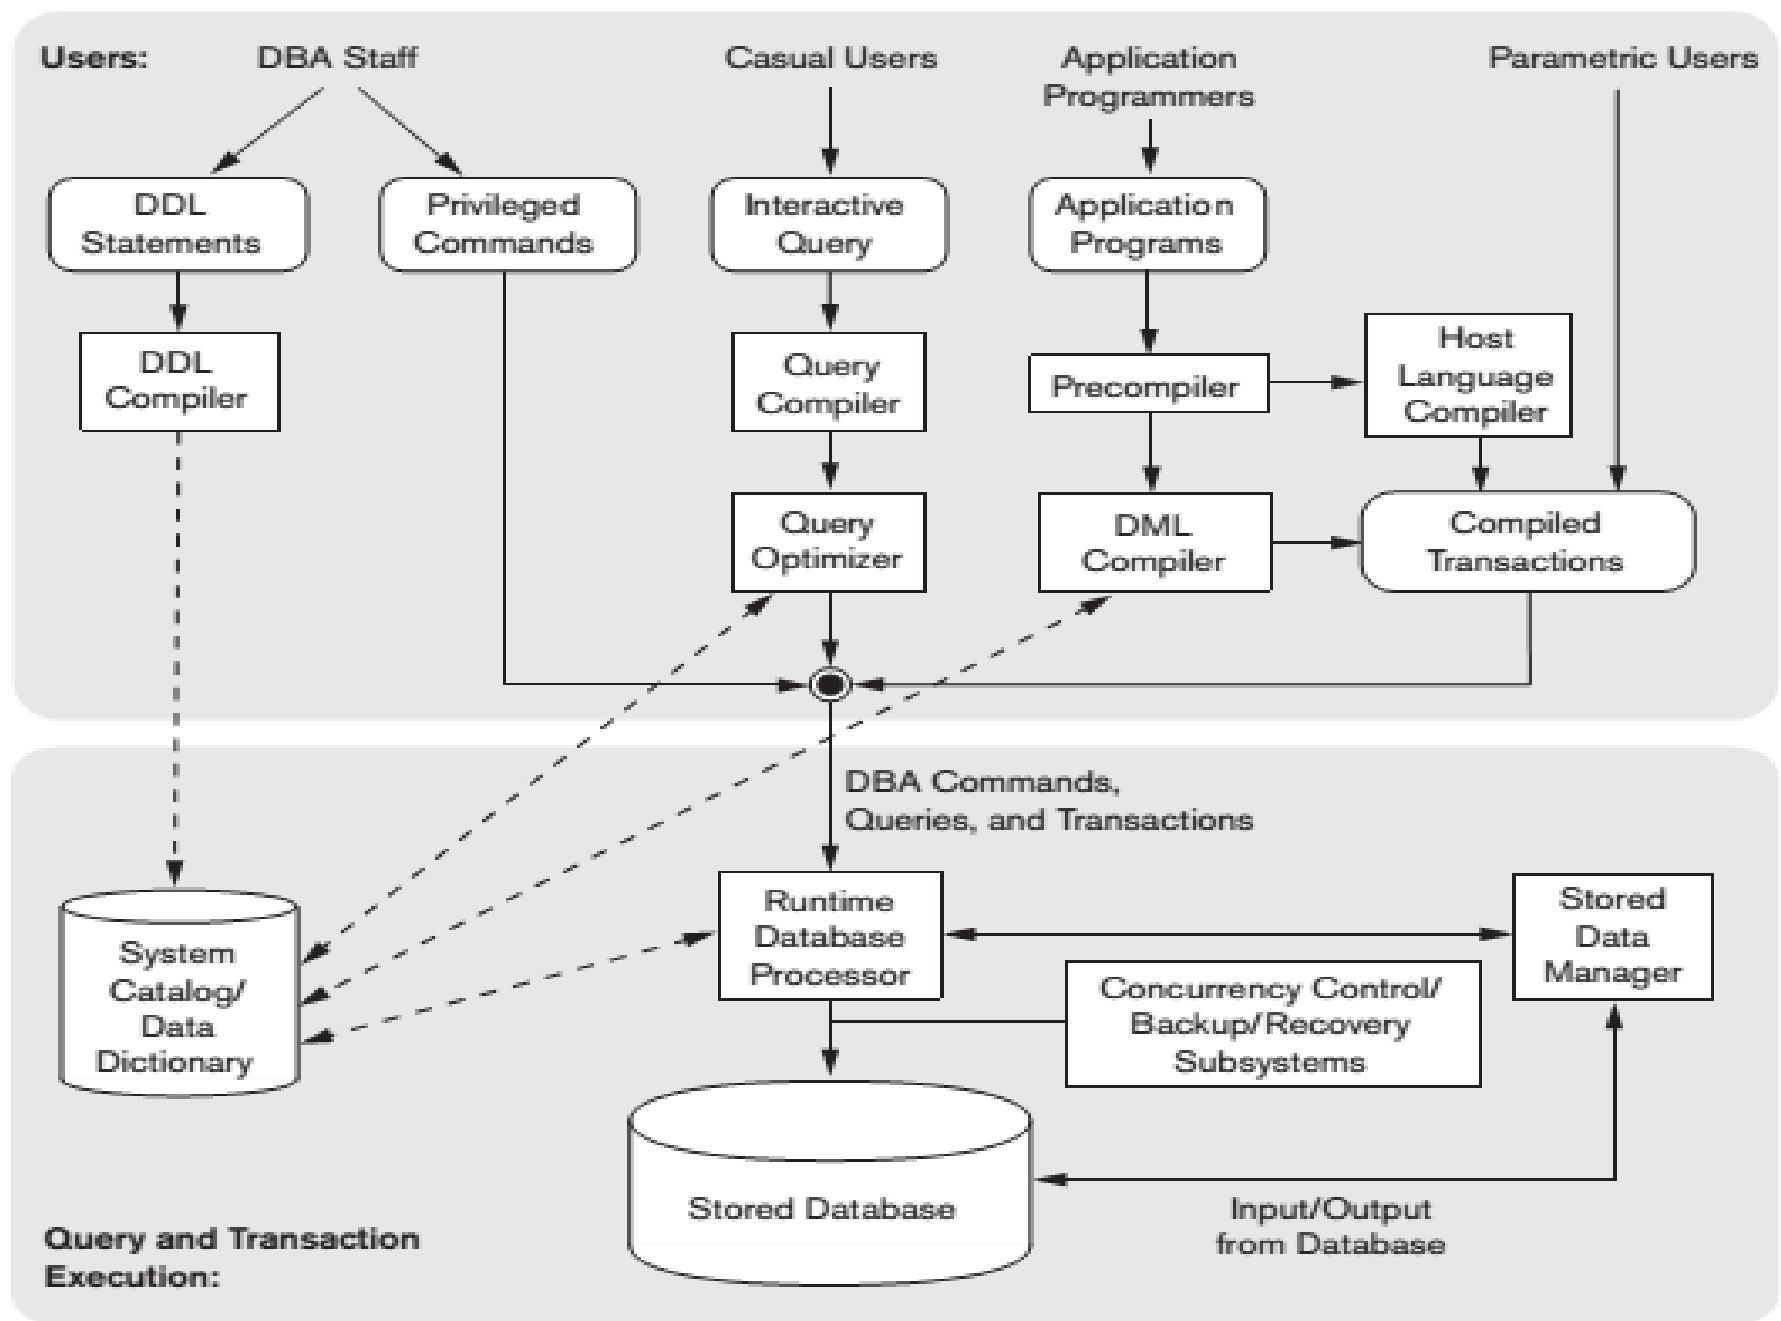 Users:
DBA Staff
Casual Users
Application
Programmers
Parametric Users
DDL
Statements
Privileged
Commands
Interactive
Query
Application
Programs
DDL
Compiler
Query
Compiler
Precompiler
Host
Language
Compiler
Query
Optimizer
DML
Compiler
Compiled
Transactions
DBA Commands,
Queries, and Transactions
System
Catalog/
Data
Dictionary
Runtime
Database
Processor
Stored
Data
Manager
Concurrency Control/
Backup/Recovery
Subsystems
Stored Database
Input/Output
from Database
Query and Transaction
Execution: